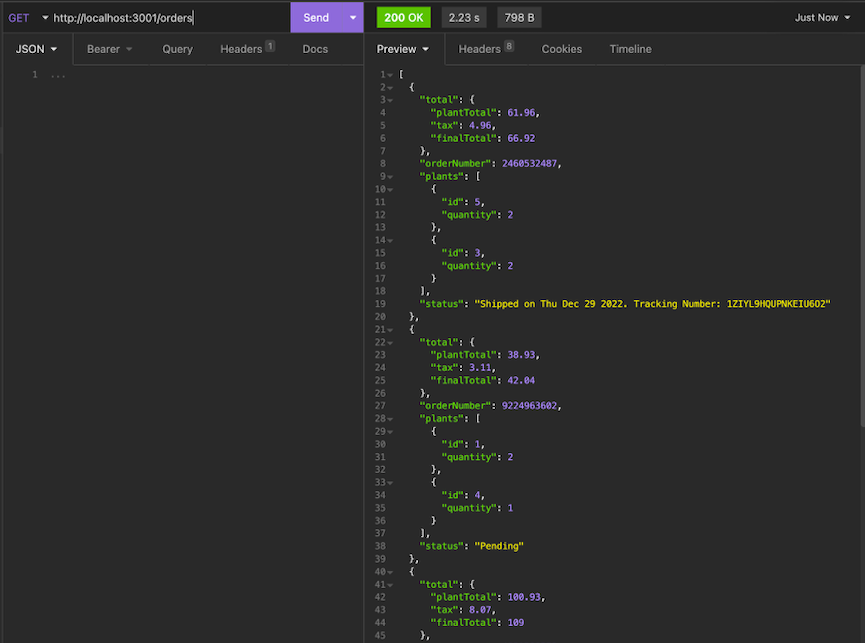 GET http://localhost:3001/orders Send 200 OK 2.23 s 798 B Just Now
JSON Bearer Query Headers 1 Docs Preview Headers 8 Cookies Timeline
1 ...
1 [
2 {
3 "total": {
4 "plantTotal": 61.96,
5 "tax": 4.96,
6 "finalTotal": 66.92
7 },
8 "orderNumber": 2460532487,
9 "plants": [
10 {
11 "id": 5,
12 "quantity": 2
13 },
14 {
15 "id": 3,
16 "quantity": 2
17 }
18 ],
19 "status": "Shipped on Thu Dec 29 2022. Tracking Number: 1ZIYL9HQUPNKEIU6O2"
20 },
21 {
22 "total": {
23 "plantTotal": 38.93,
24 "tax": 3.11,
25 "finalTotal": 42.04
26 },
27 "orderNumber": 9224963602,
28 "plants": [
29 {
30 "id": 1,
31 "quantity": 2
32 },
33 {
34 "id": 4,
35 "quantity": 1
36 }
37 ],
38 "status": "Pending"
39 },
40 {
41 "total": {
42 "plantTotal": 100.93,
43 "tax": 8.07,
44 "finalTotal": 109
45 },